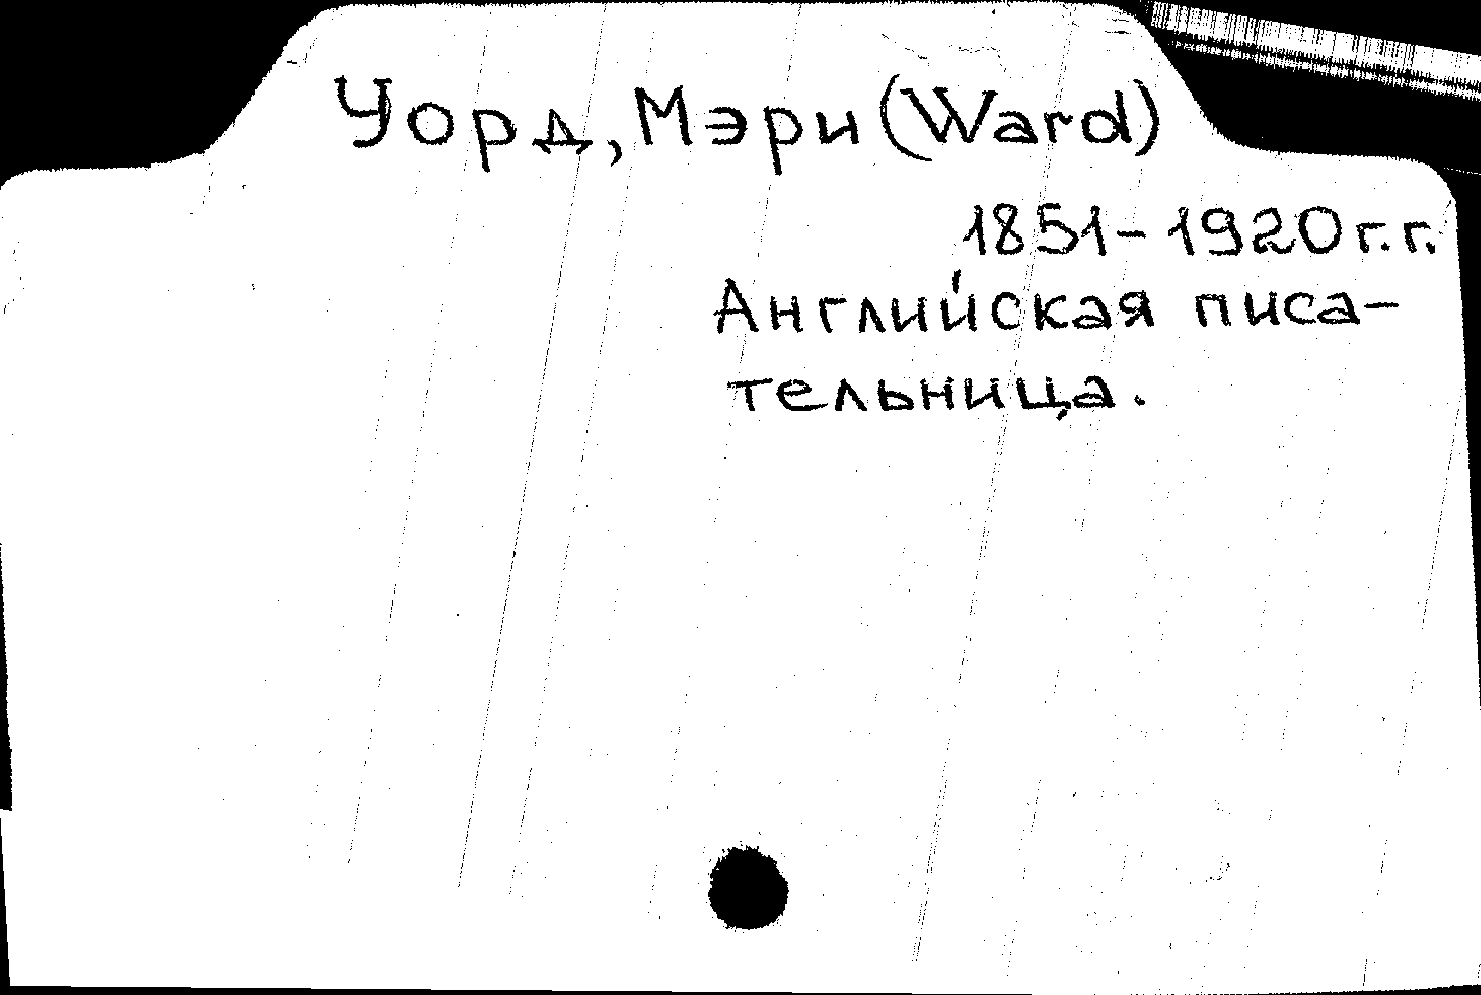 Уорд, Мэри (Ward)
1851-1920 г.г.
Английская писа-
тельница.